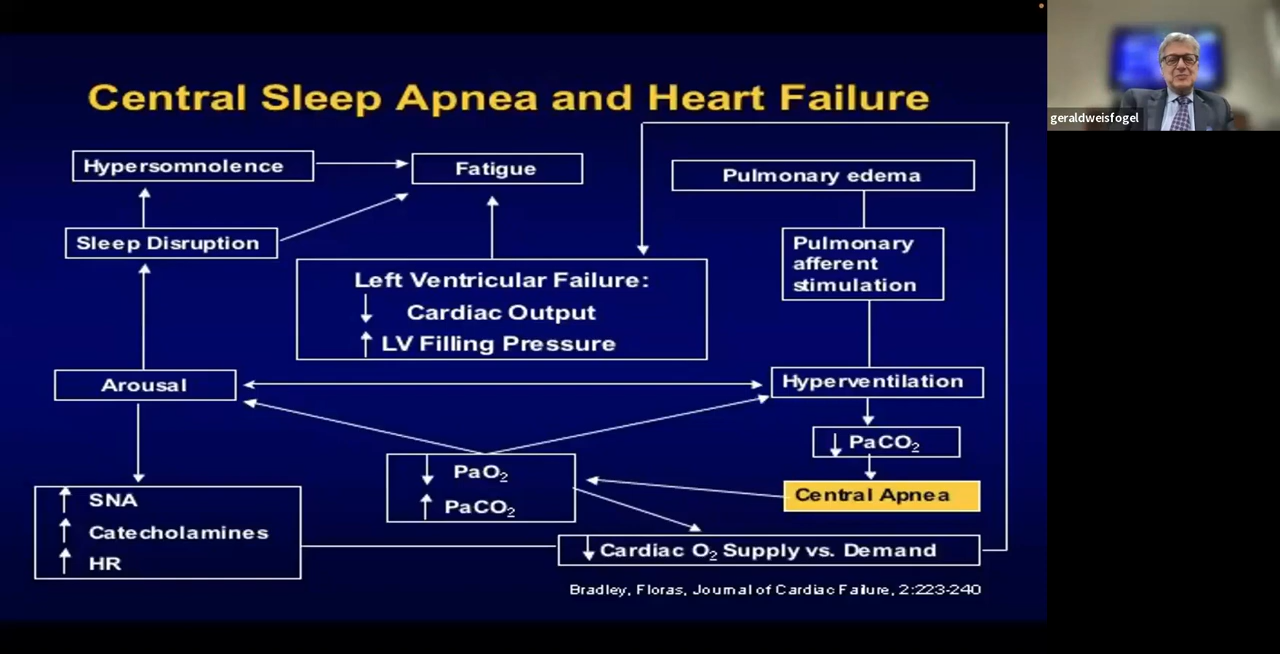 Central Sleep Apnea and Heart Failure
geraldweisfogel
Hypersomnolence
Fatigue
Pulmonary edema
Sleep Disruption
Pulmonary
afferent
stimulation
Left Ventricular Failure:
↓ Cardiac Output
↑ LV Filling Pressure
Arousal
Hyperventilation
↓ PaCO₂
↓ PaO₂
↑ PaCO₂
Central Apnea
↑ SNA
↑ Catecholamines
↑ HR
↓ Cardiac O₂ Supply vs. Demand
Bradley, Floras, Journal of Cardiac Failure, 2:223-240